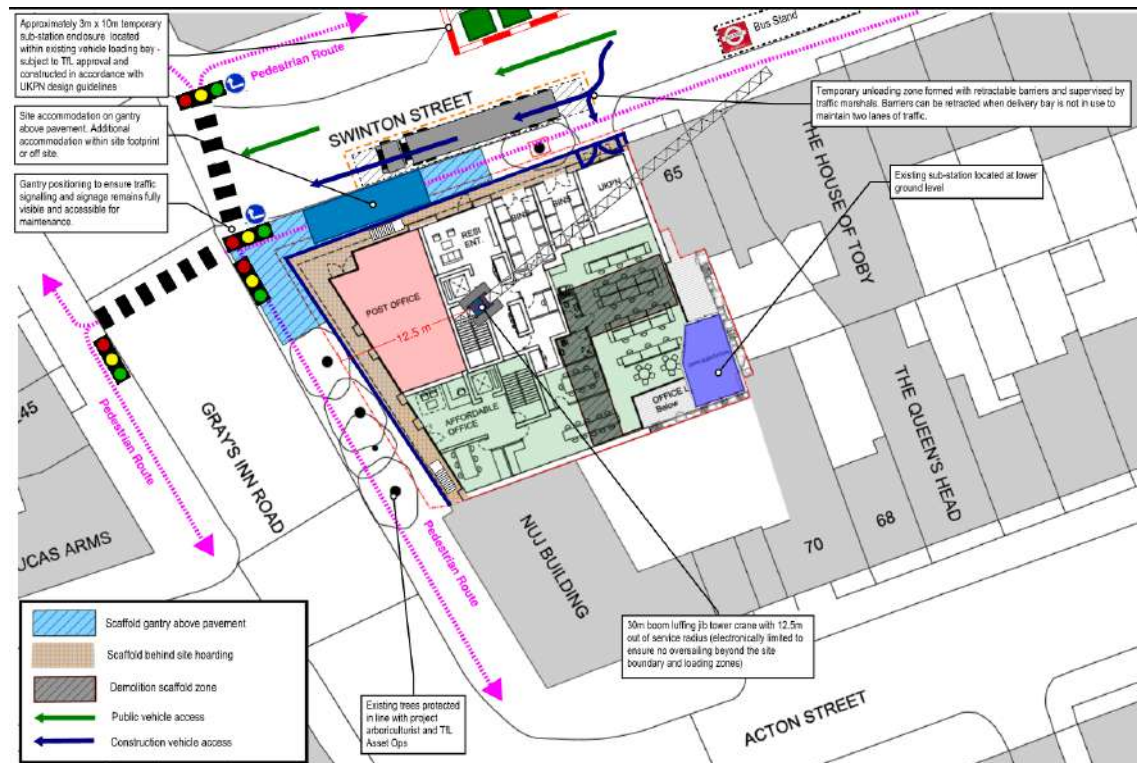 Approximately 3m x 10m temporary
sub-station enclosure located
within existing vehicle loading bay -
subject to TfL approval and
constructed in accordance with
UKPN design guidelines
Site accommodation on gantry
above pavement. Additional
accommodation within site footprint
or off site.
Gantry positioning to ensure traffic
signalling and signage remains fully
visible and accessible for
maintenance.
Pedestrian Route
SWINTON STREET
Bus Stand
Temporary unloading zone formed with retractable barriers and supervised by
traffic marshals. Barriers can be retracted when delivery bay is not in use to
maintain two lanes of traffic.
Existing sub-station located at lower
ground level
65
THE HOUSE OF TOBY
UKPN
BINS
BINS
RESI
ENT.
POST OFFICE
12.5 m
AFFORDABLE
OFFICE
OFFICE L
Below
THE QUEEN'S HEAD
68
70
245
UCAS ARMS
Pedestrian Route
GRAYS INN ROAD
Pedestrian Route
NUJ BUILDING
ACTON STREET
30m boom luffing jib tower crane with 12.5m
out of service radius (electronically limited to
ensure no oversailing beyond the site
boundary and loading zones)
Existing trees protected
in line with project
arboriculturist and TfL
Asset Ops
Scaffold gantry above pavement
Scaffold behind site hoarding
Demolition scaffold zone
Public vehicle access
Construction vehicle access